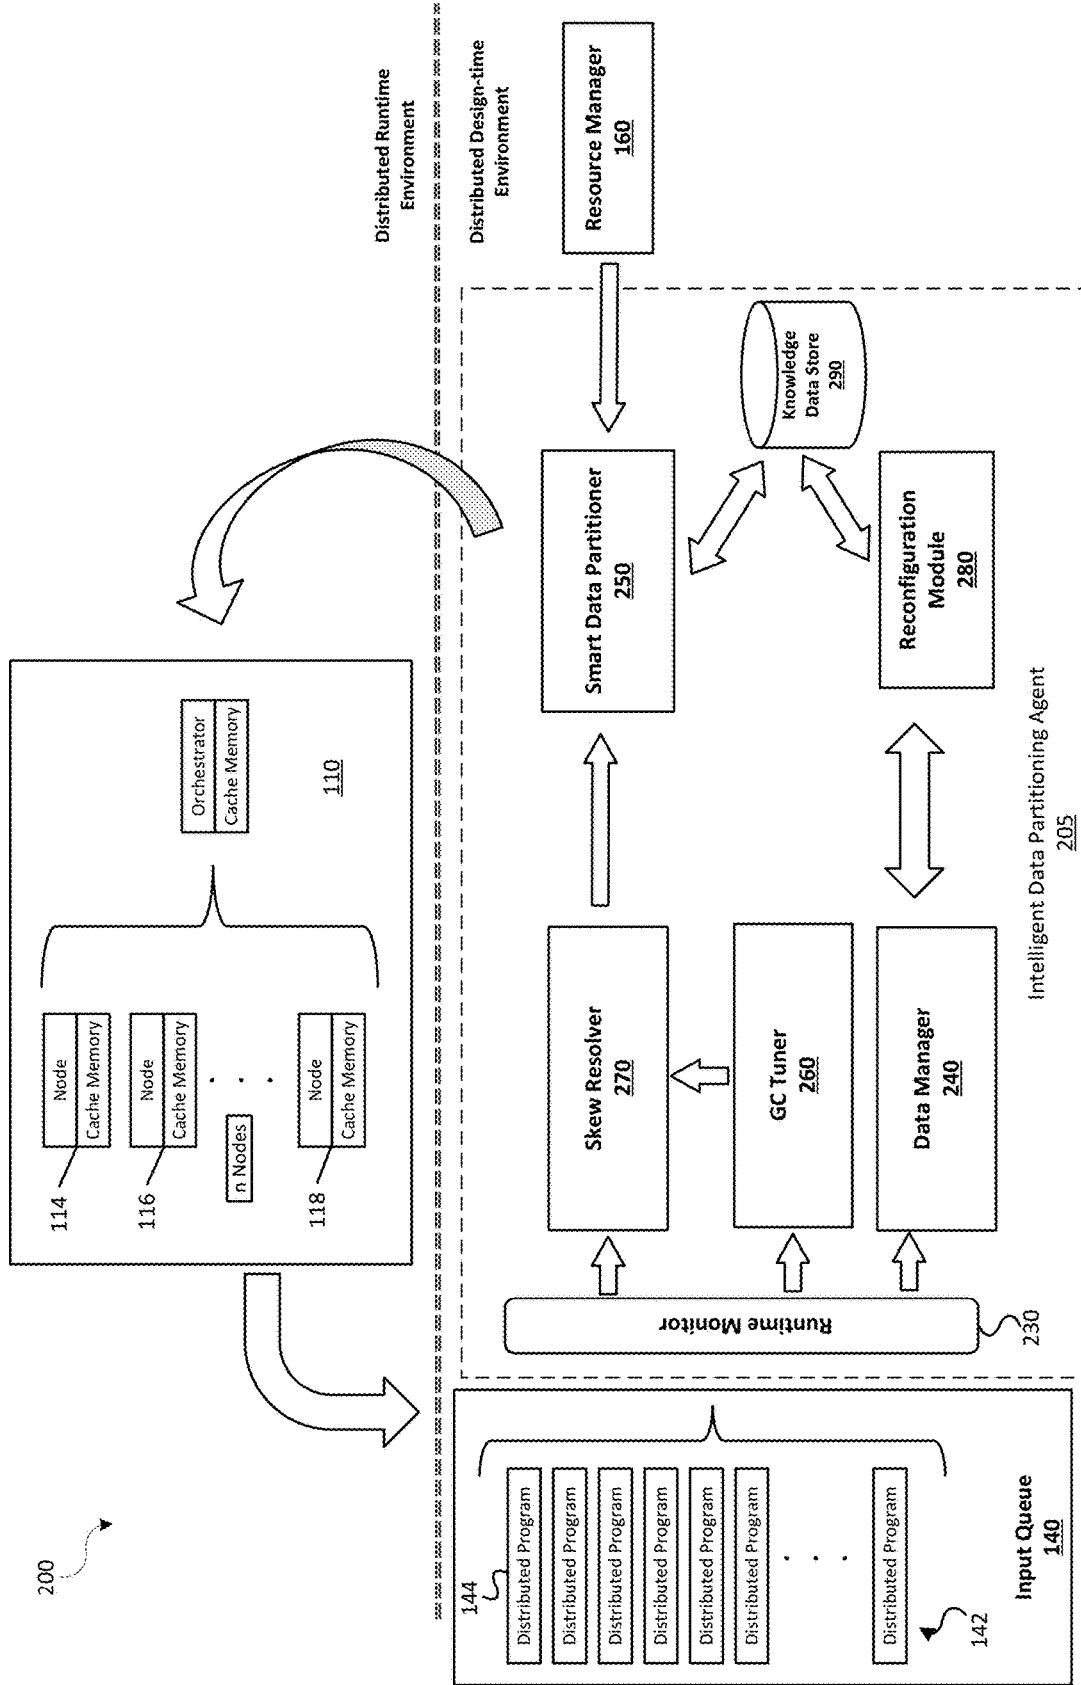 200
114
Node
Cache Memory
116
Node
Cache Memory
n Nodes
118
Node
Cache Memory
Orchestrator
Cache Memory
110
Distributed Runtime
Environment
Distributed Design-time
Environment
144
Distributed Program
Distributed Program
Distributed Program
Distributed Program
Distributed Program
Distributed Program
Distributed Program
142
Input Queue
140
Runtime Monitor
230
Skew Resolver
270
GC Tuner
260
Data Manager
240
Smart Data Partitioner
250
Reconfiguration
Module
280
Knowledge
Data Store
290
Resource Manager
160
Intelligent Data Partitioning Agent
205